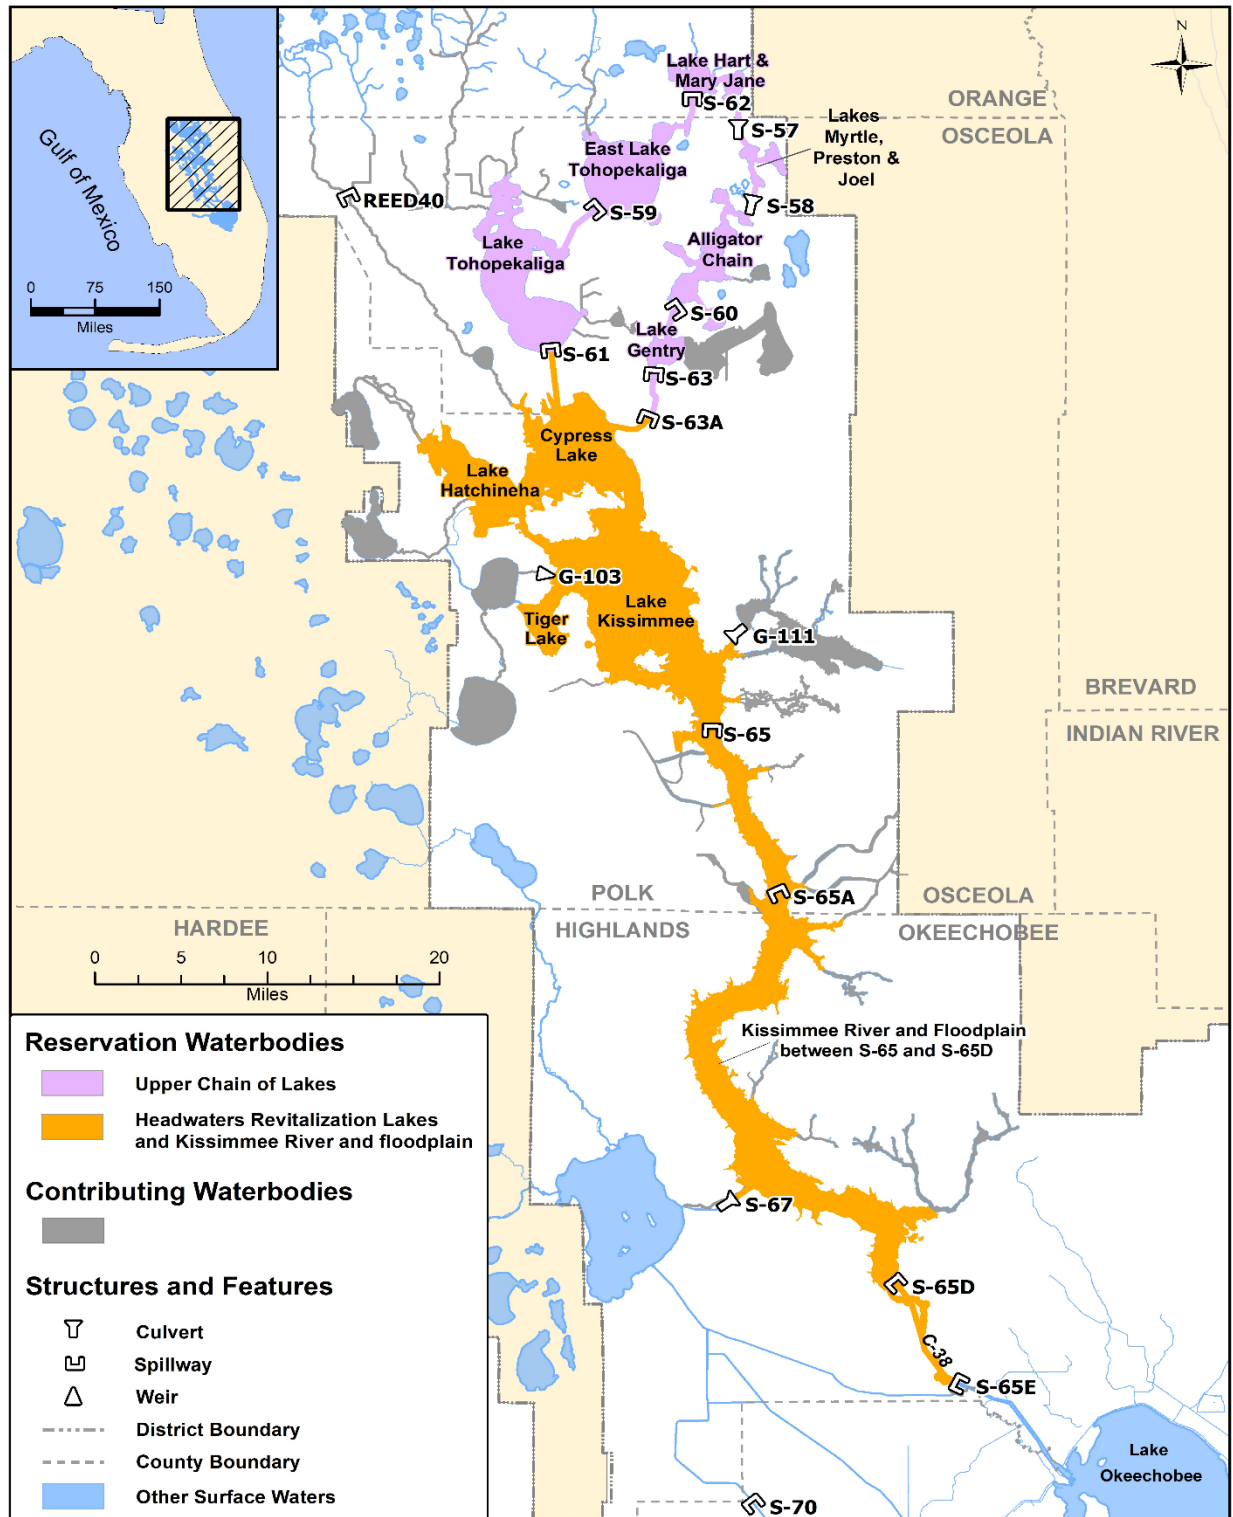 N
Gulf of Mexico
0 75 150
Miles
Lake Hart &
Mary Jane
S-62
ORANGE
OSCEOLA
S-57
Lakes
Myrtle,
Preston &
Joel
East Lake
Tohopekaliga
REED40
S-59
S-58
Lake
Tohopekaliga
Alligator
Chain
S-60
Lake
Gentry
S-61
S-63
S-63A
Cypress
Lake
Lake
Hatchineha
G-103
Lake
Kissimmee
Tiger
Lake
G-111
BREVARD
INDIAN RIVER
S-65
S-65A
POLK
OSCEOLA
HARDEE
HIGHLANDS
OKEECHOBEE
0 5 10 20
Miles
Kissimmee River and Floodplain
between S-65 and S-65D
Reservation Waterbodies
Upper Chain of Lakes
Headwaters Revitalization Lakes
and Kissimmee River and floodplain
Contributing Waterbodies
Structures and Features
Culvert
Spillway
Weir
District Boundary
County Boundary
Other Surface Waters
S-67
S-65D
C-38
S-65E
Lake
Okeechobee
S-70